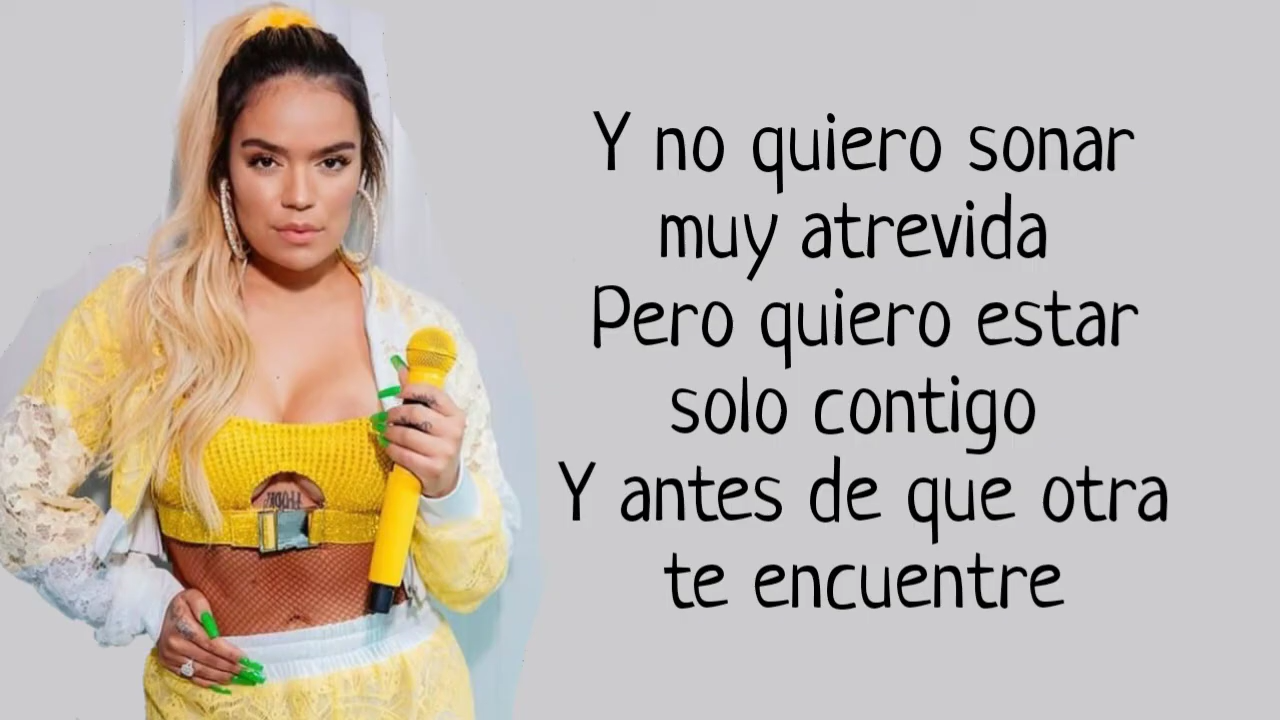 Y no quiero sonar
muy atrevida
Pero quiero estar
solo contigo
Y antes de que otra
te encuentre